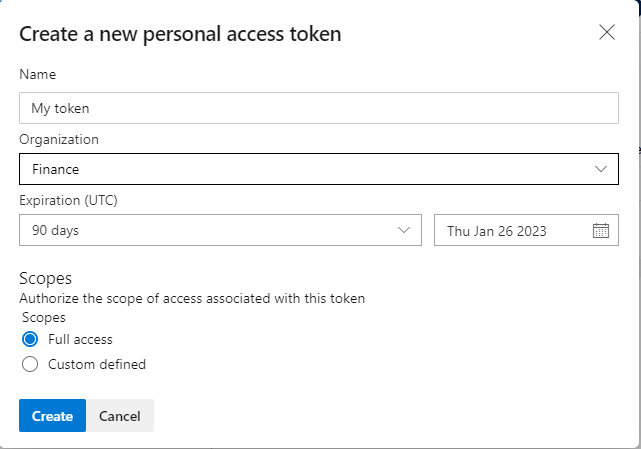 Create a new personal access token
Name
My token
Organization
Finance
Expiration (UTC)
90 days
Thu Jan 26 2023
Scopes
Authorize the scope of access associated with this token
Scopes
Full access
Custom defined
Create Cancel